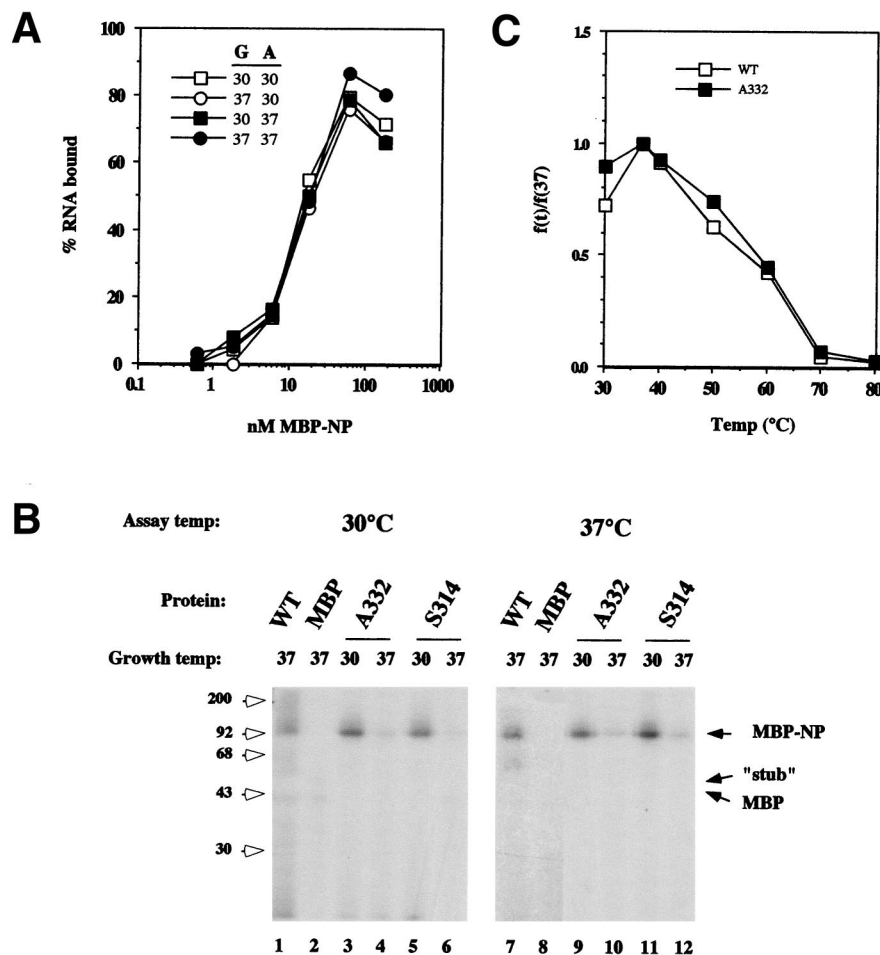 A
G A
30 30
37 30
30 37
37 37
100
80
60
40
20
0
% RNA bound
0.1 1 10 100 1000
nM MBP-NP
C
WT
A332
1.5
1.0
0.5
0.0
f(t)/f(37)
30 40 50 60 70 80
Temp (°C)
B
Assay temp: 30°C 37°C
Protein: WT MBP A332 S314 WT MBP A332 S314
Growth temp: 37 37 30 37 30 37 37 37 30 37 30 37
200
92
68
43
30
MBP-NP
"stub"
MBP
1 2 3 4 5 6 7 8 9 10 11 12